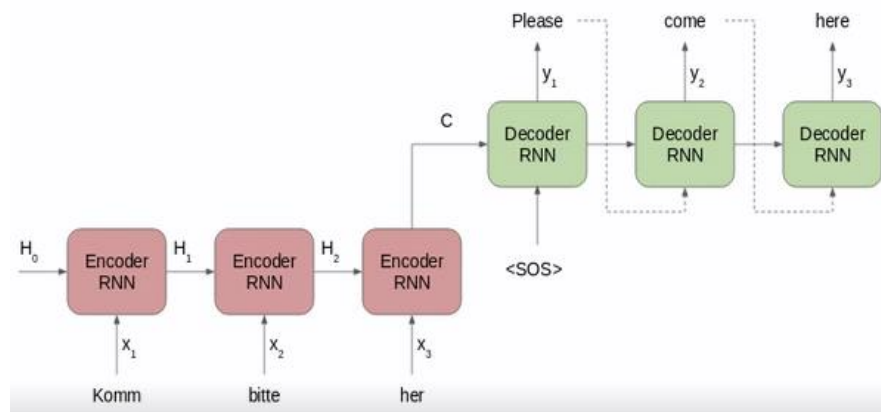 Please come here
y1 y2 y3
C
Decoder RNN Decoder RNN Decoder RNN
H0 H1 H2
Encoder RNN Encoder RNN Encoder RNN
<SOS>
x1 x2 x3
Komm bitte her